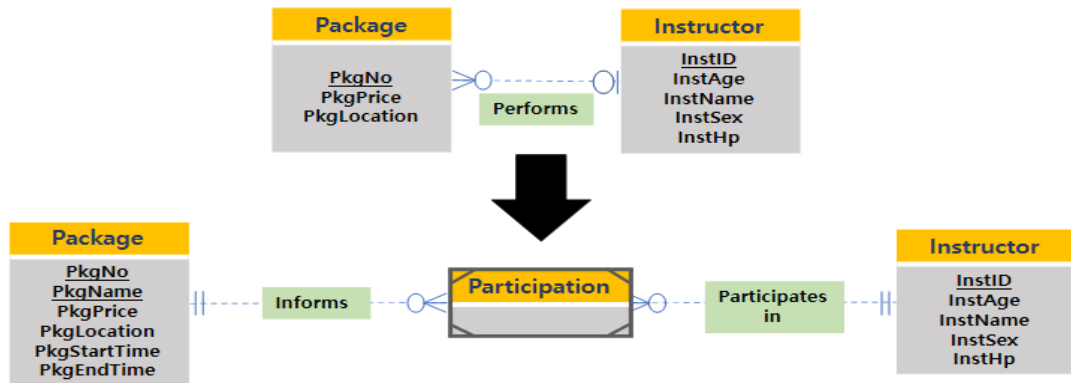 Package
PkgNo
PkgPrice
PkgLocation
Performs
Instructor
InstID
InstAge
InstName
InstSex
InstHp
Package
PkgNo
PkgName
PkgPrice
PkgLocation
PkgStartTime
PkgEndTime
Informs
Participation
Participates
in
Instructor
InstID
InstAge
InstName
InstSex
InstHp